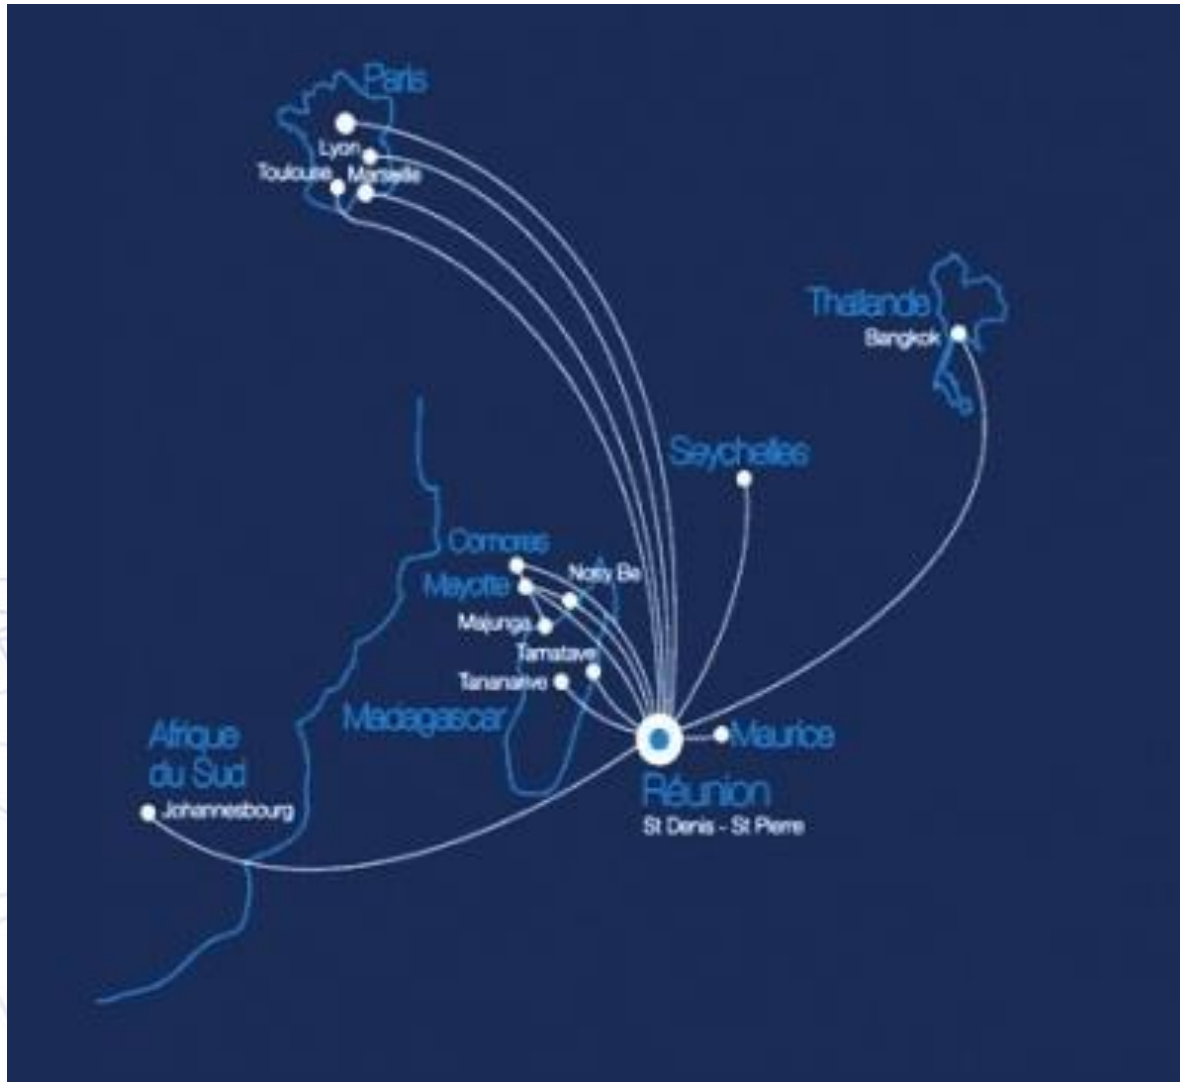 Paris
Lyon
Toulouse
Marseille
Thaïlande
Bangkok
Seychelles
Comores
Nosy Be
Mayotte
Majunga
Tamatave
Tananarive
Madagascar
Afrique
du Sud
Johannesbourg
Maurice
Réunion
St Denis - St Pierre